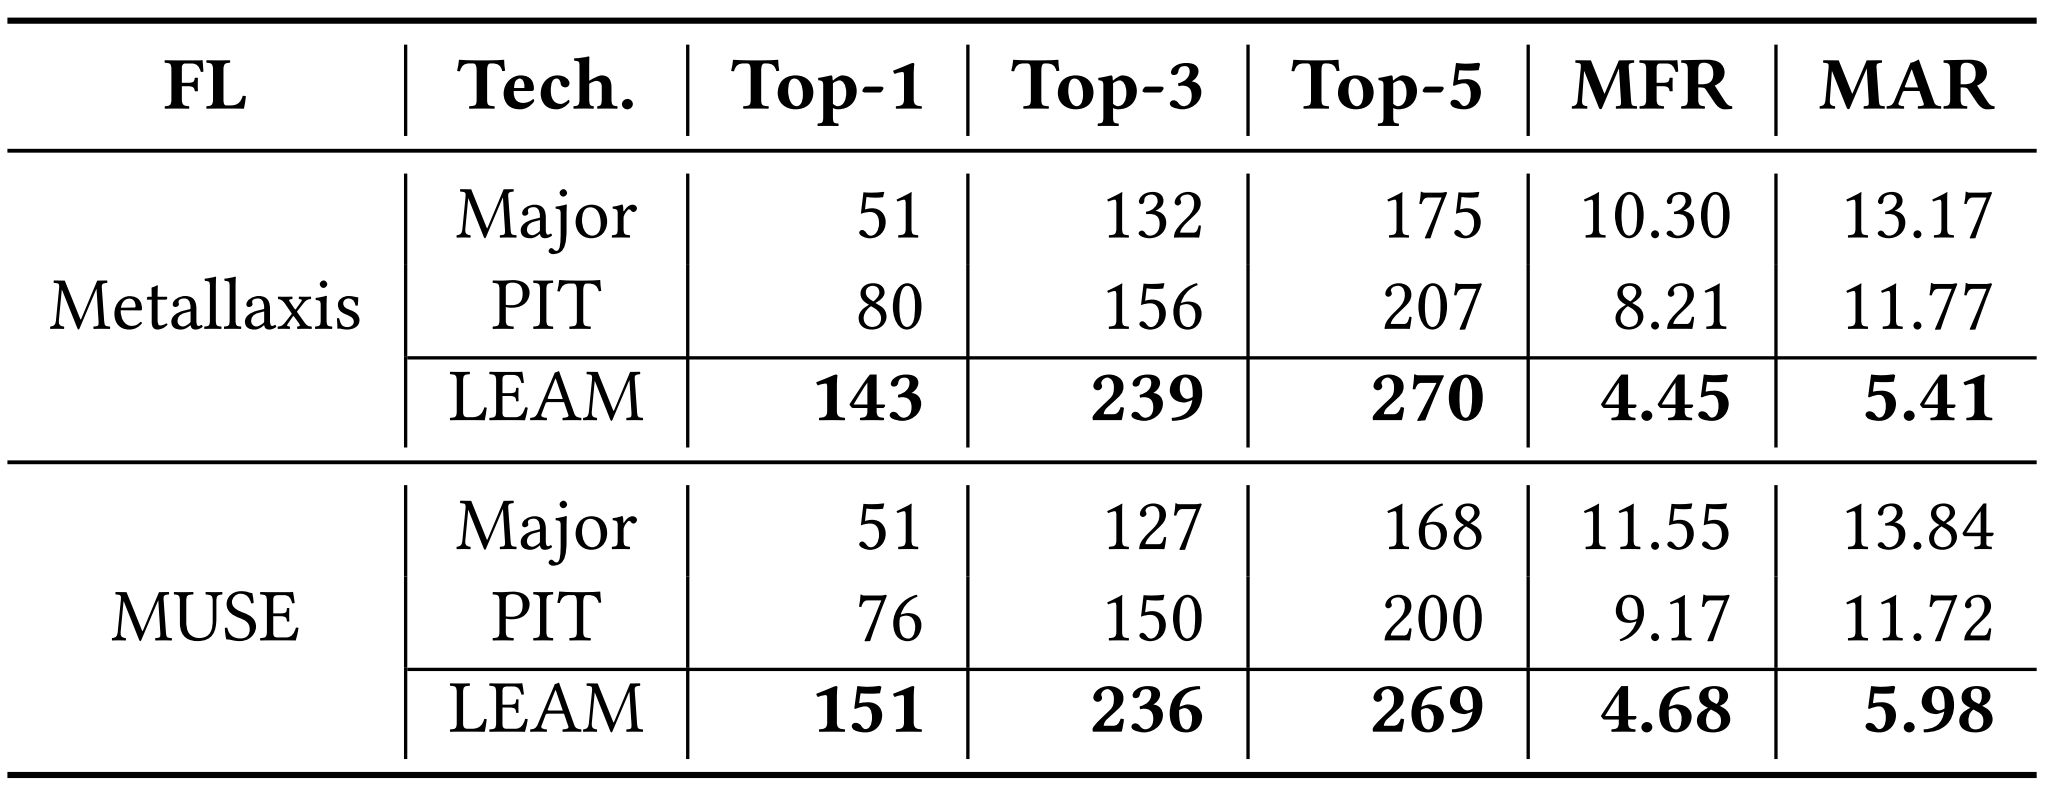 FL Tech. Top-1 Top-3 Top-5 MFR MAR
Major 51 132 175 10.30 13.17
Metallaxis PIT 80 156 207 8.21 11.77
LEAM 143 239 270 4.45 5.41
Major 51 127 168 11.55 13.84
MUSE PIT 76 150 200 9.17 11.72
LEAM 151 236 269 4.68 5.98